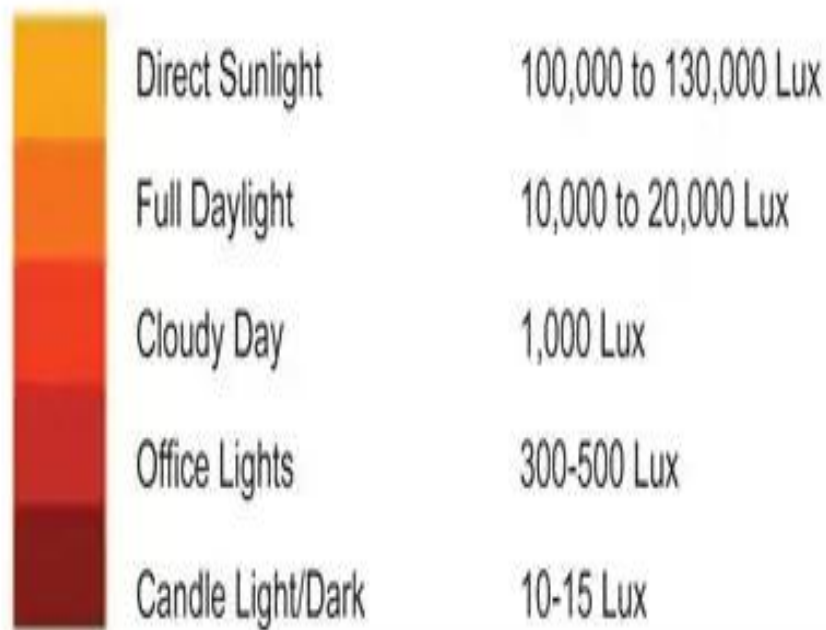 Direct Sunlight 100,000 to 130,000 Lux
Full Daylight 10,000 to 20,000 Lux
Cloudy Day 1,000 Lux
Office Lights 300-500 Lux
Candle Light/Dark 10-15 Lux